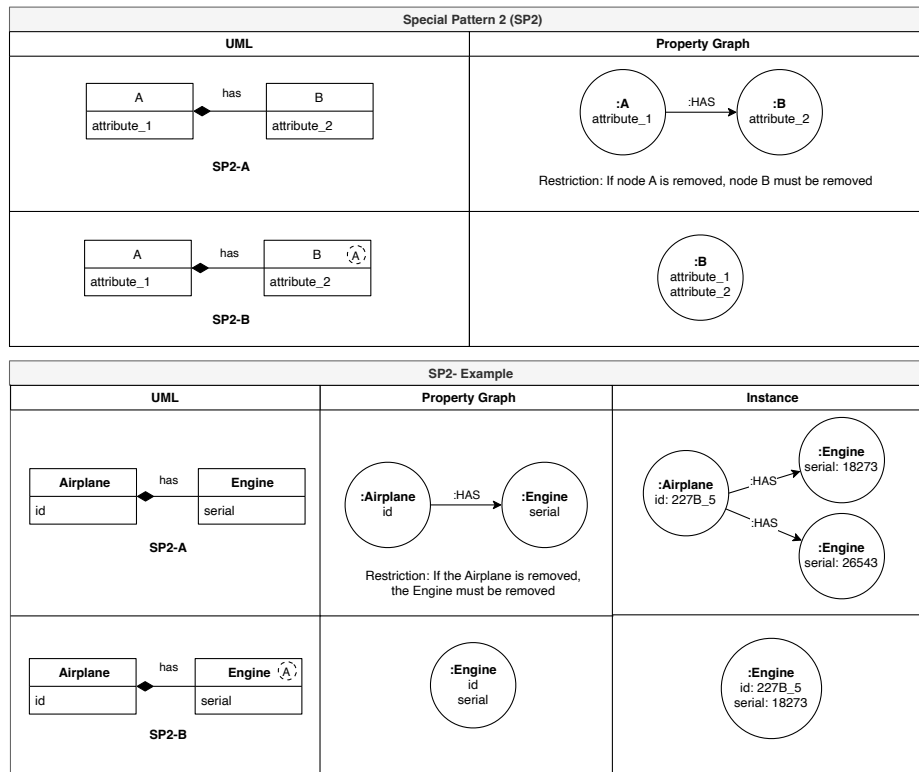 Special Pattern 2 (SP2)
UML
Property Graph
A
has
B
attribute_1
attribute_2
SP2-A
:A
attribute_1
:HAS
:B
attribute_2
Restriction: If node A is removed, node B must be removed
A
has
B
A
attribute_1
attribute_2
SP2-B
:B
attribute_1
attribute_2
SP2- Example
UML
Property Graph
Instance
Airplane
has
Engine
id
serial
SP2-A
:Airplane
id
:HAS
:Engine
serial
Restriction: If the Airplane is removed,
the Engine must be removed
:Airplane
id: 227B_5
:HAS
:Engine
serial: 18273
:HAS
:Engine
serial: 26543
Airplane
has
Engine
A
id
serial
SP2-B
:Engine
id
serial
:Engine
id: 227B_5
serial: 18273